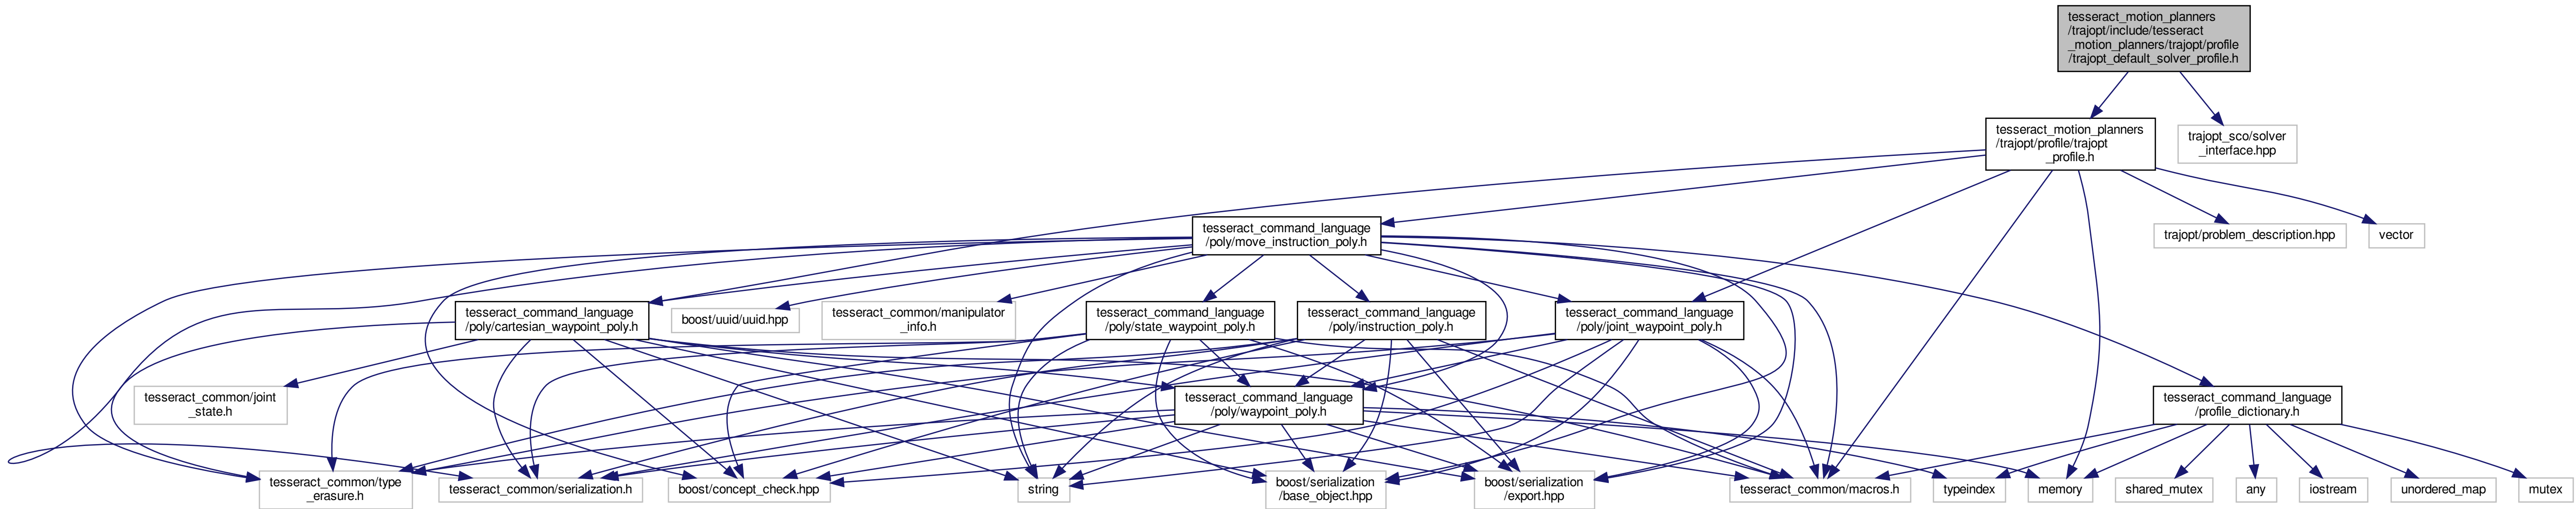 tesseract_motion_planners
/trajopt/include/tesseract
_motion_planners/trajopt/profile
/trajopt_default_solver_profile.h
tesseract_motion_planners
/trajopt/profile/trajopt
_profile.h
trajopt_sco/solver
_interface.hpp
tesseract_command_language
/poly/move_instruction_poly.h
trajopt/problem_description.hpp
vector
tesseract_command_language
/poly/cartesian_waypoint_poly.h
boost/uuid/uuid.hpp
tesseract_common/manipulator
_info.h
tesseract_command_language
/poly/state_waypoint_poly.h
tesseract_command_language
/poly/instruction_poly.h
tesseract_command_language
/poly/joint_waypoint_poly.h
tesseract_common/joint
_state.h
tesseract_command_language
/poly/waypoint_poly.h
tesseract_command_language
/profile_dictionary.h
tesseract_common/type
_erasure.h
tesseract_common/serialization.h
boost/concept_check.hpp
string
boost/serialization
/base_object.hpp
boost/serialization
/export.hpp
tesseract_common/macros.h
typeindex
memory
shared_mutex
any
iostream
unordered_map
mutex